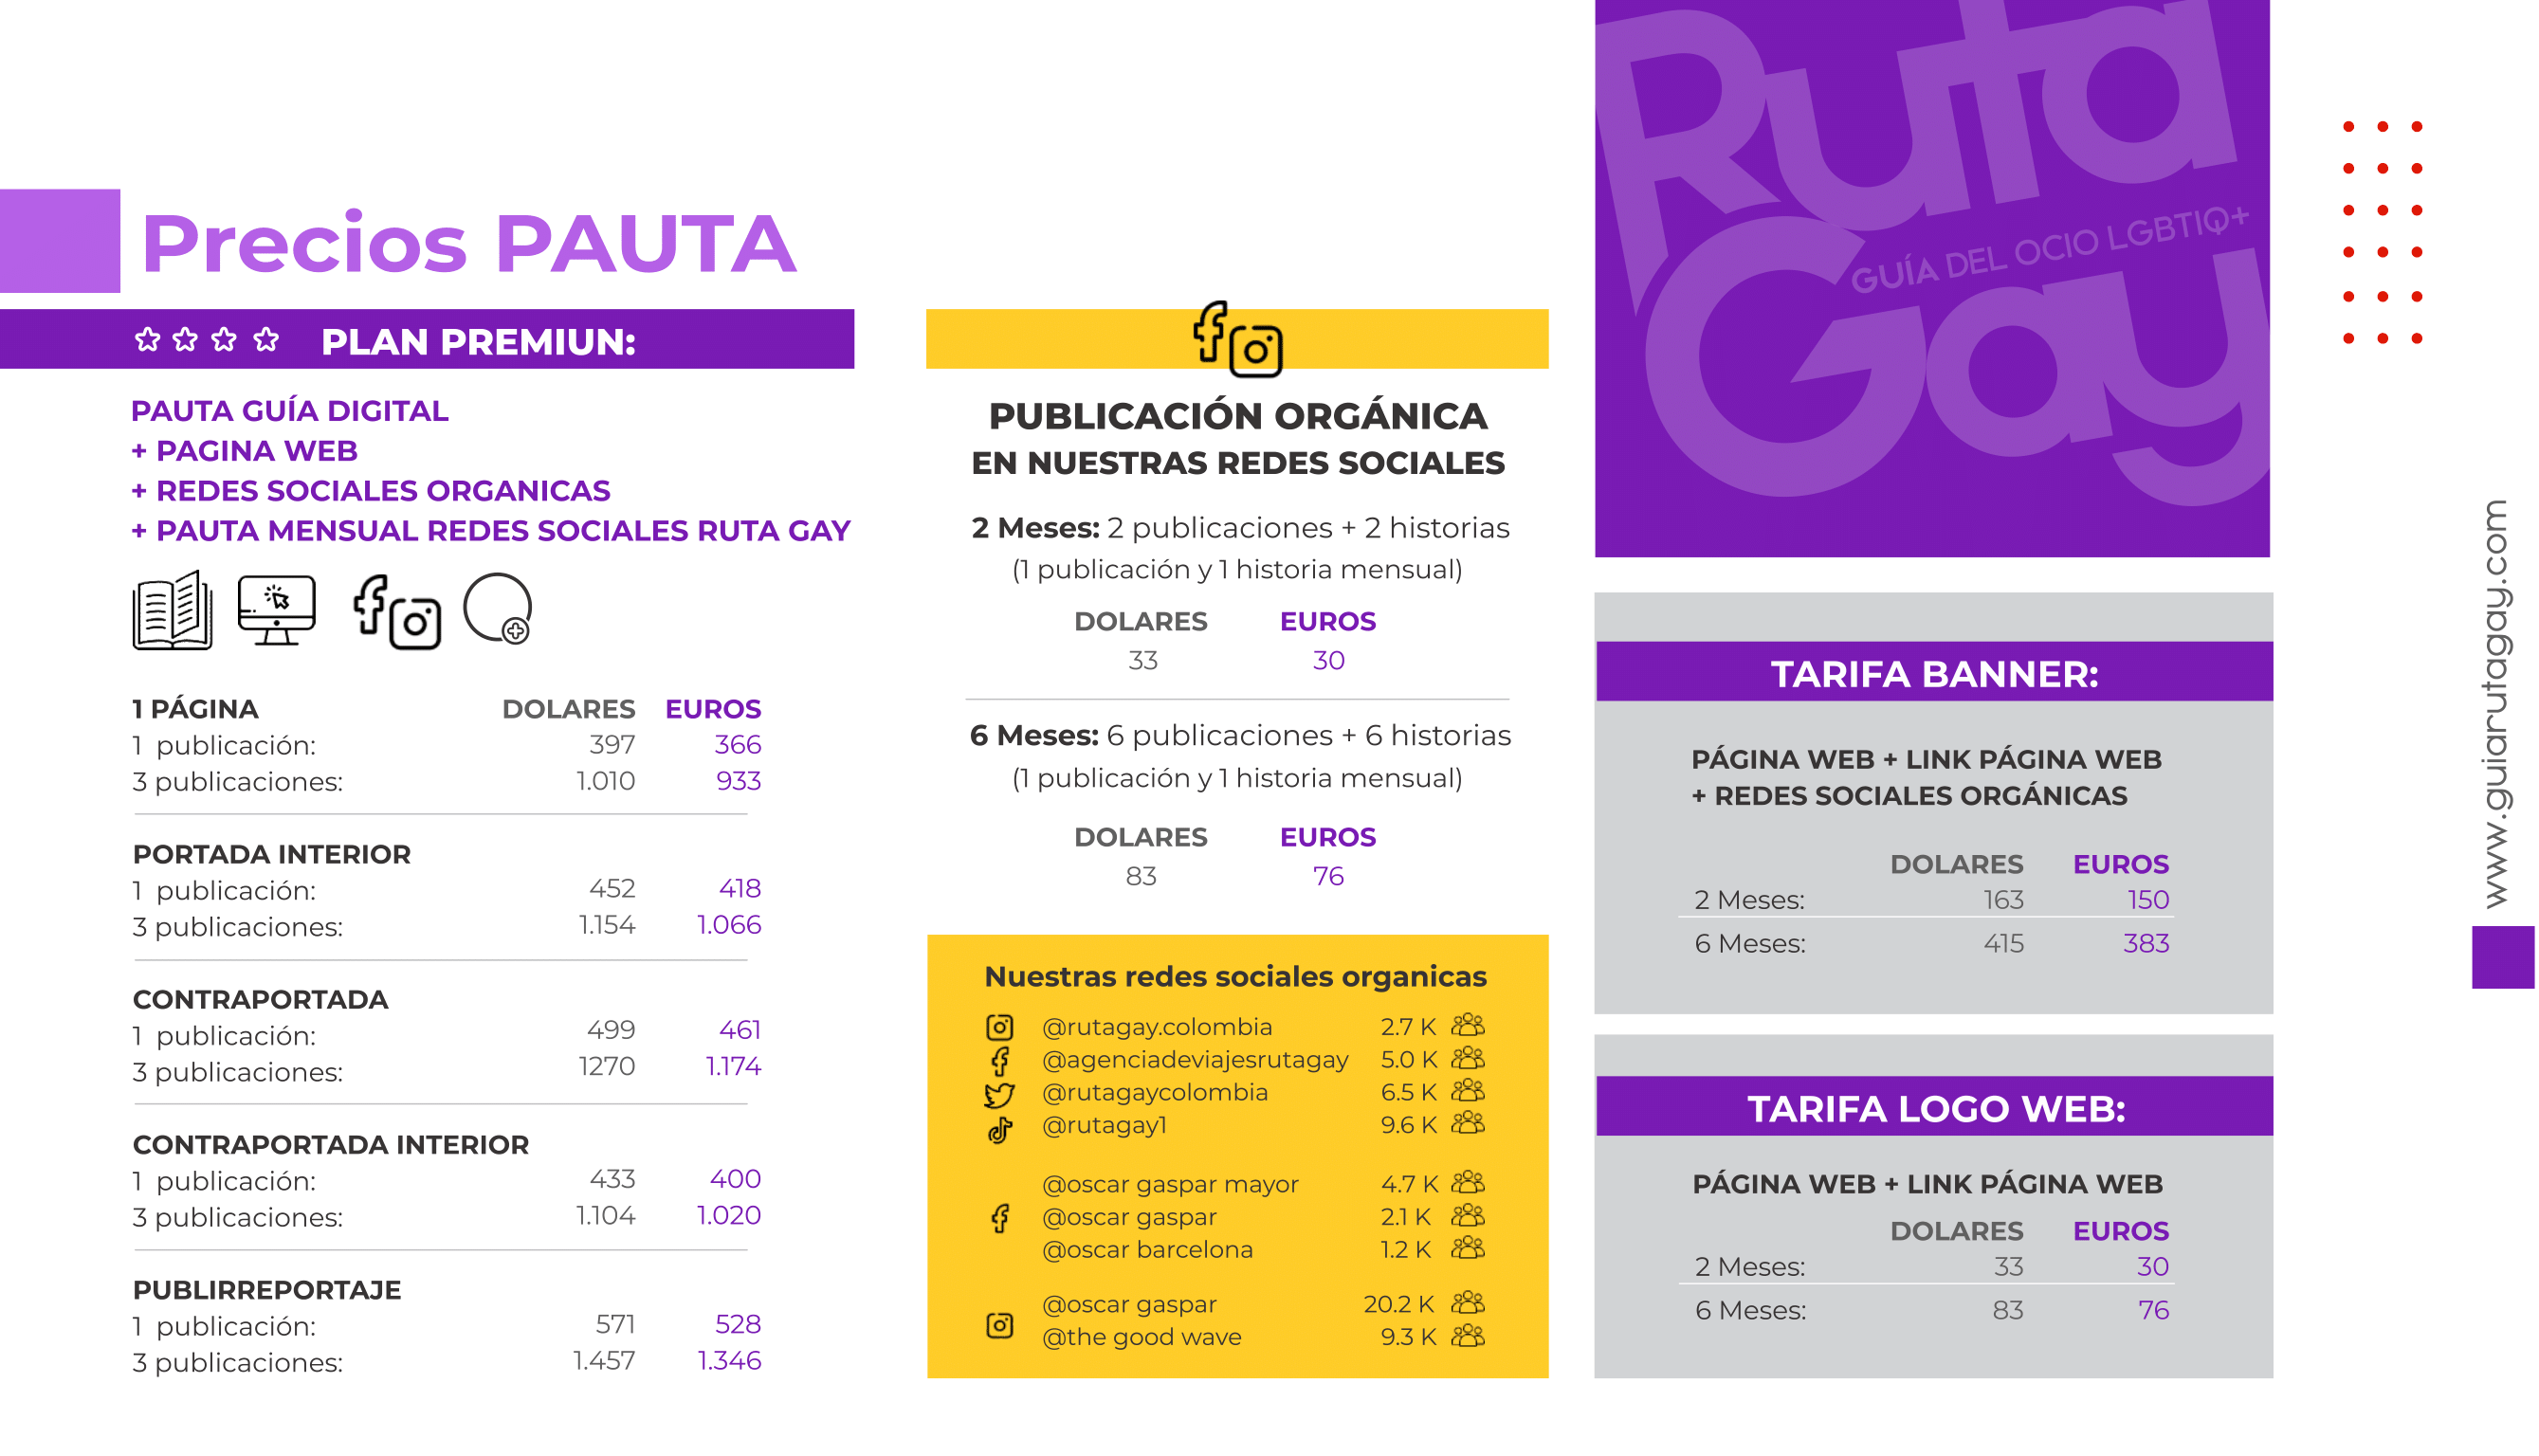 Precios PAUTA
PLAN PREMIUN:
PAUTA GUÍA DIGITAL
+ PAGINA WEB
+ REDES SOCIALES ORGANICAS
+ PAUTA MENSUAL REDES SOCIALES RUTA GAY
1 PÁGINA DOLARES EUROS
1 publicación: 397 366
3 publicaciones: 1.010 933
PORTADA INTERIOR
1 publicación: 452 418
3 publicaciones: 1.154 1.066
CONTRAPORTADA
1 publicación: 499 461
3 publicaciones: 1270 1.174
CONTRAPORTADA INTERIOR
1 publicación: 433 400
3 publicaciones: 1.104 1.020
PUBLIRREPORTAJE
1 publicación: 571 528
3 publicaciones: 1.457 1.346
PUBLICACIÓN ORGÁNICA
EN NUESTRAS REDES SOCIALES
2 Meses: 2 publicaciones + 2 historias
(1 publicación y 1 historia mensual)
DOLARES EUROS
33 30
6 Meses: 6 publicaciones + 6 historias
(1 publicación y 1 historia mensual)
DOLARES EUROS
83 76
Nuestras redes sociales organicas
@rutagay.colombia 2.7 K
@agenciadeviajesrutagay 5.0 K
@rutagaycolombia 6.5 K
@rutagay1 9.6 K
@oscar gaspar mayor 4.7 K
@oscar gaspar 2.1 K
@oscar barcelona 1.2 K
@oscar gaspar 20.2 K
@the good wave 9.3 K
Ruta
GUÍA DEL OCIO LGBTIQ+
Gay
TARIFA BANNER:
PÁGINA WEB + LINK PÁGINA WEB
+ REDES SOCIALES ORGÁNICAS
DOLARES EUROS
2 Meses: 163 150
6 Meses: 415 383
TARIFA LOGO WEB:
PÁGINA WEB + LINK PÁGINA WEB
DOLARES EUROS
2 Meses: 33 30
6 Meses: 83 76
www.guiarutagay.com